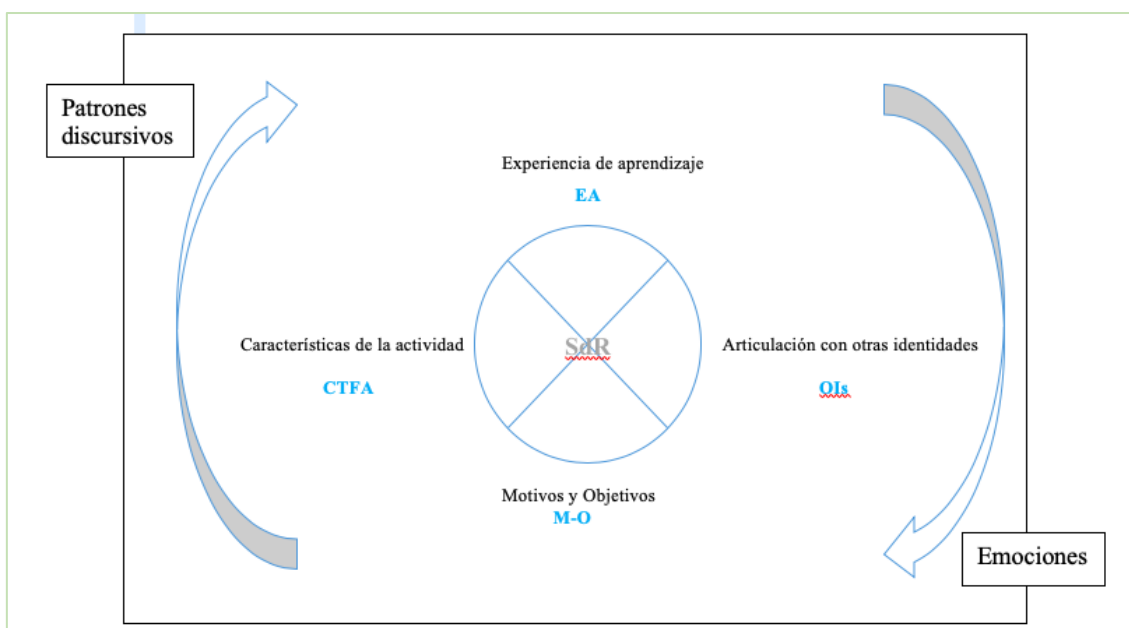 Patrones
discursivos
Experiencia de aprendizaje
EA
Características de la actividad
SdR
Articulación con otras identidades
CTFA
OIs
Motivos y Objetivos
M-O
Emociones